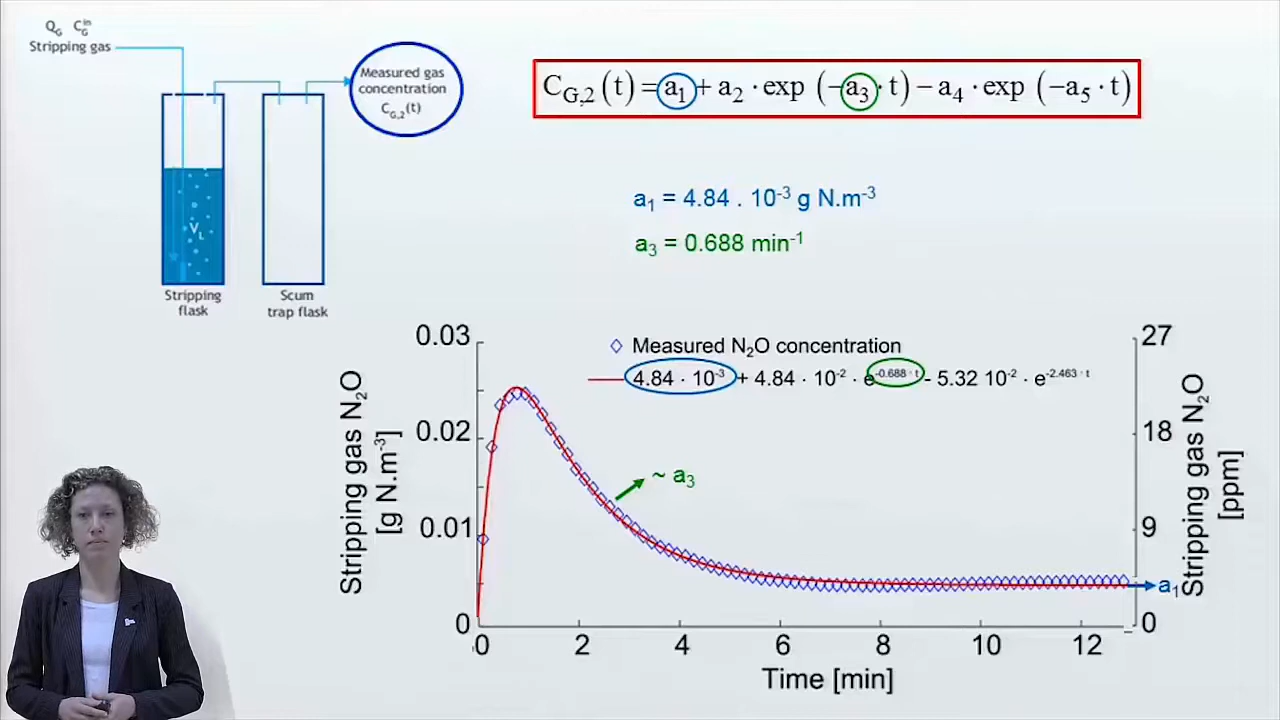 Q_G C_G^in
Stripping gas
Measured gas
concentration
C_G,2(t)
V_L
Stripping
flask
Scum
trap flask
C_G,2(t) = a₁ + a₂ · exp (−a₃ · t) − a₄ · exp (−a₅ · t)
a₁ = 4.84 . 10⁻³ g N.m⁻³
a₃ = 0.688 min⁻¹
Measured N₂O concentration
4.84 · 10⁻³ + 4.84 · 10⁻² · e^-0.688 · t - 5.32 10⁻² · e^-2.463 · t
Stripping gas N₂O
[g N.m⁻³]
0.03
0.02
0.01
0
~ a₃
a₁
27
18
9
0
Stripping gas N₂O
[ppm]
0 2 4 6 8 10 12
Time [min]